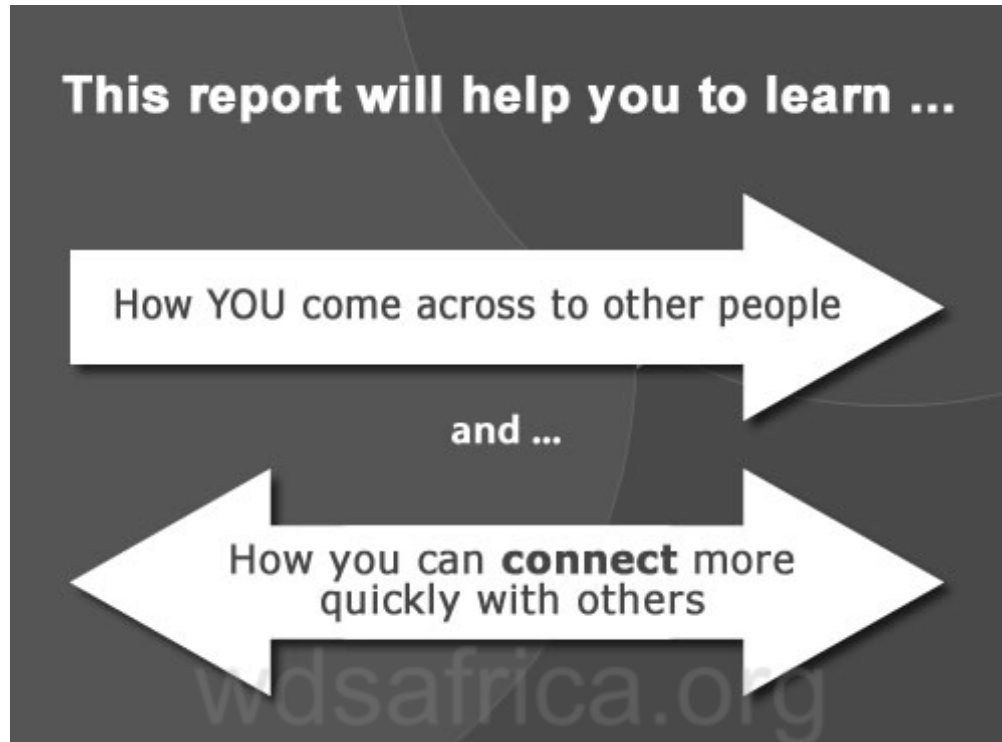 This report will help you to learn ...
How YOU come across to other people
and ...
How you can connect more
quickly with others
wdsafrica.org